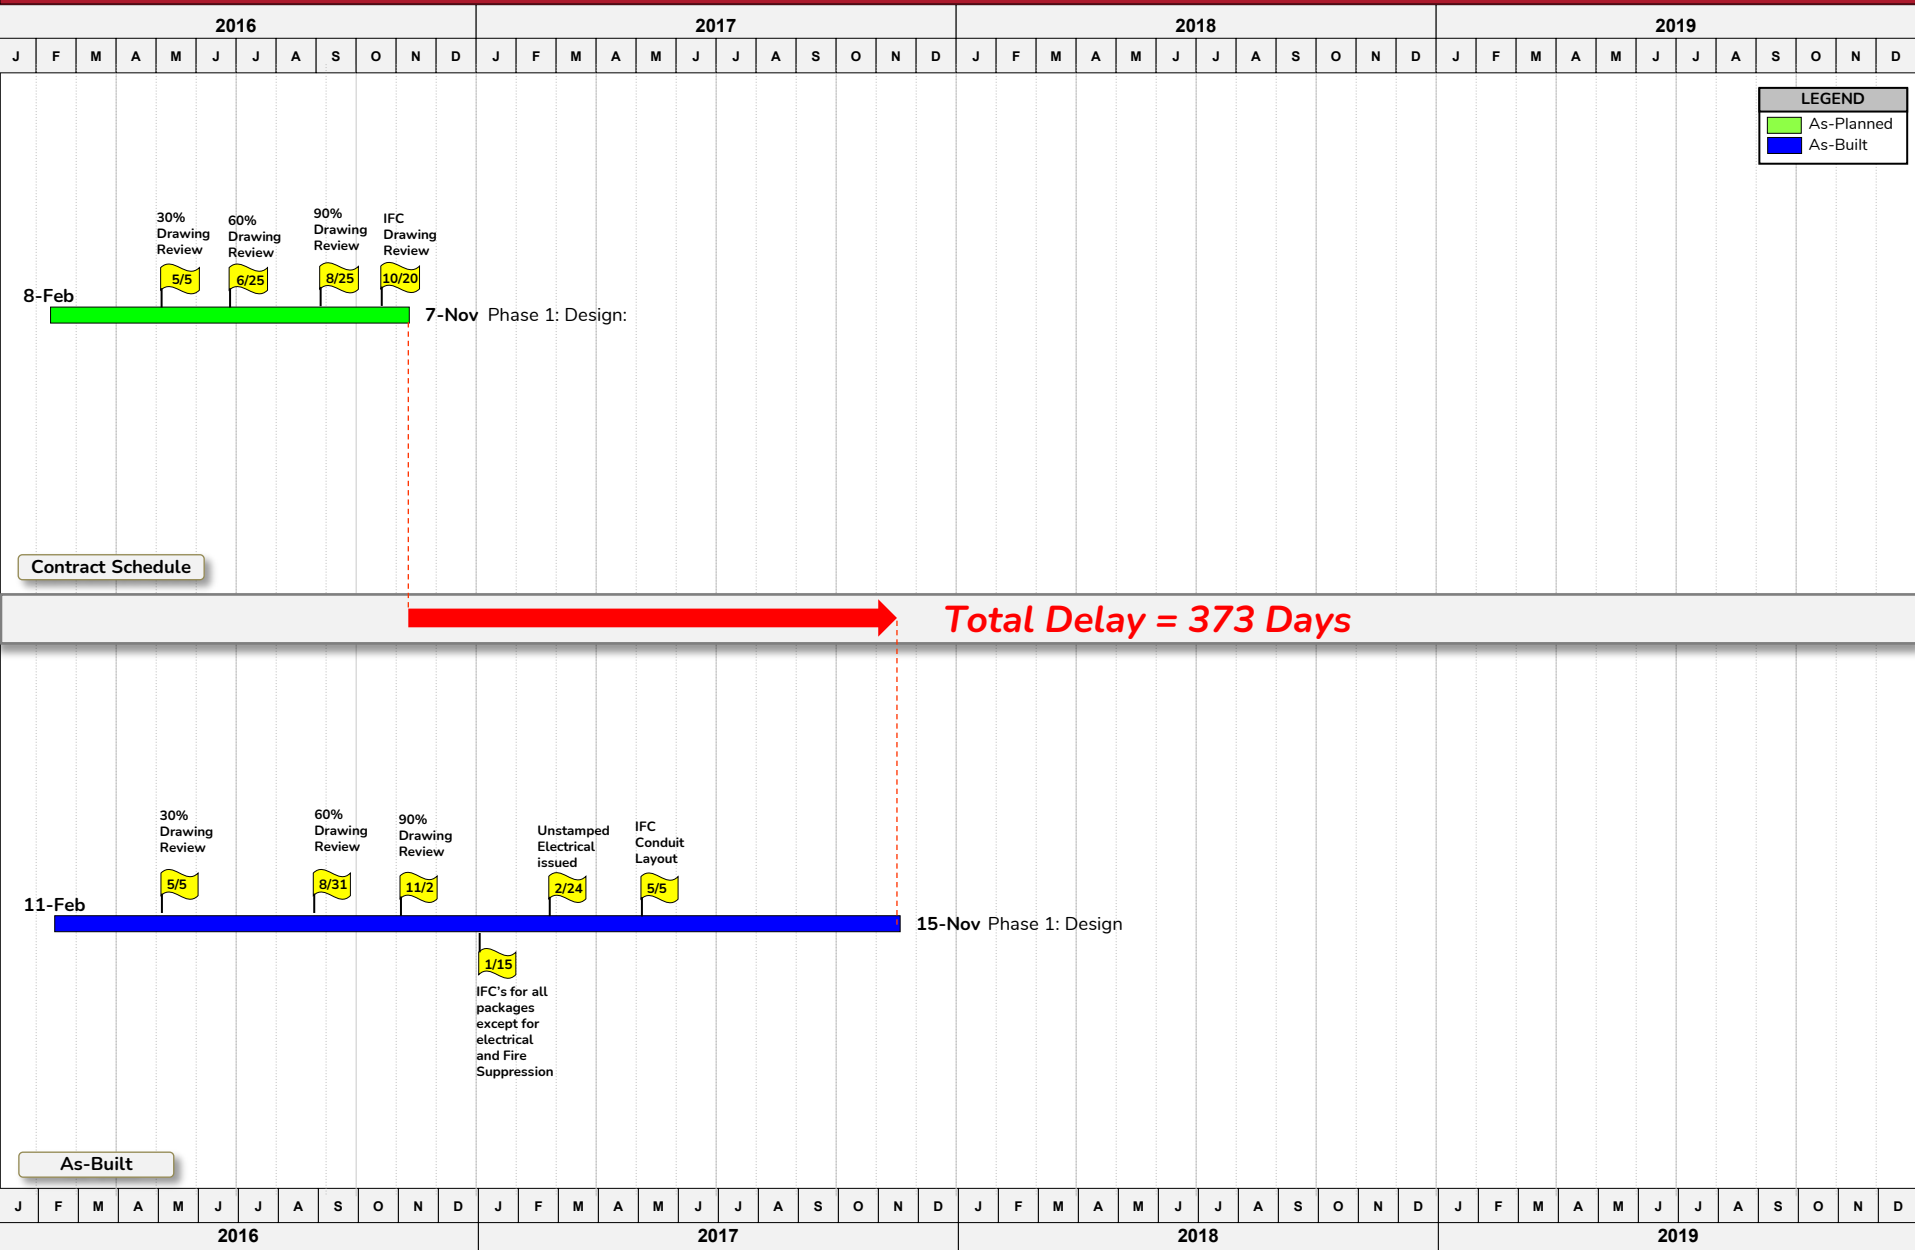 2016 2017 2018 2019
J F M A M J J A S O N D J F M A M J J A S O N D J F M A M J J A S O N D J F M A M J J A S O N D
LEGEND
As-Planned
As-Built
30%
Drawing
Review
60%
Drawing
Review
90%
Drawing
Review
IFC
Drawing
Review
5/5
6/25
8/25
10/20
8-Feb
7-Nov Phase 1: Design:
Contract Schedule
Total Delay = 373 Days
30%
Drawing
Review
60%
Drawing
Review
90%
Drawing
Review
Unstamped
Electrical
issued
IFC
Conduit
Layout
5/5
8/31
11/2
2/24
5/5
11-Feb
15-Nov Phase 1: Design
1/15
IFC's for all
packages
except for
electrical
and Fire
Suppression
As-Built
J F M A M J J A S O N D J F M A M J J A S O N D J F M A M J J A S O N D J F M A M J J A S O N D
2016 2017 2018 2019